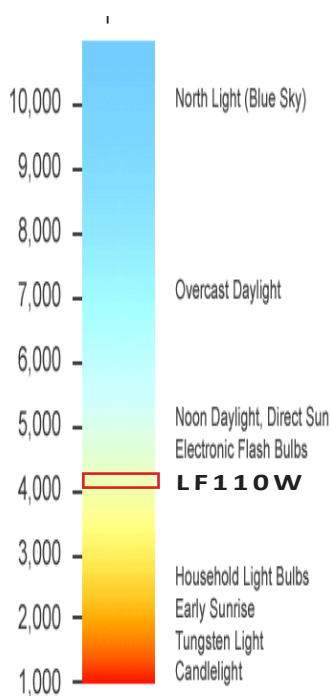 10,000 North Light (Blue Sky)
9,000
8,000
7,000 Overcast Daylight
6,000
5,000 Noon Daylight, Direct Sun
Electronic Flash Bulbs
LF110W
4,000
3,000
Household Light Bulbs
2,000 Early Sunrise
Tungsten Light
1,000 Candlelight